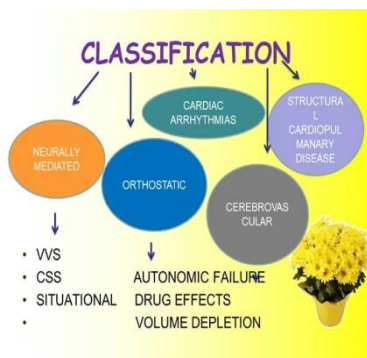 CLASSIFICATION
CARDIAC
ARRHYTHMIAS
STRUCTURA
L
CARDIOPUL
MANARY
DISEASE
NEURALLY
MEDIATED
ORTHOSTATIC
CEREBROVAS
CULAR
• VVS
• CSS
• SITUATIONAL
•
AUTONOMIC FAILURE
DRUG EFFECTS
VOLUME DEPLETION